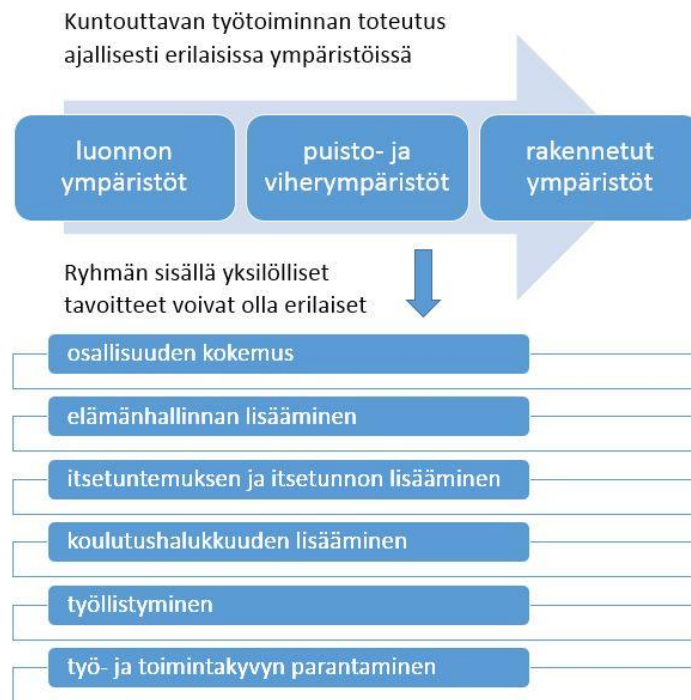 Kuntouttavan työtoiminnan toteutus
ajallisesti erilaisissa ympäristöissä
luonnon
ympäristöt
puisto- ja
viherympäristöt
rakennetut
ympäristöt
Ryhmän sisällä yksilölliset
tavoitteet voivat olla erilaiset
osallisuuden kokemus
elämänhallinnan lisääminen
itsetuntemuksen ja itsetunnon lisääminen
koulutushalukkuuden lisääminen
työllistyminen
työ- ja toimintakyvyn parantaminen